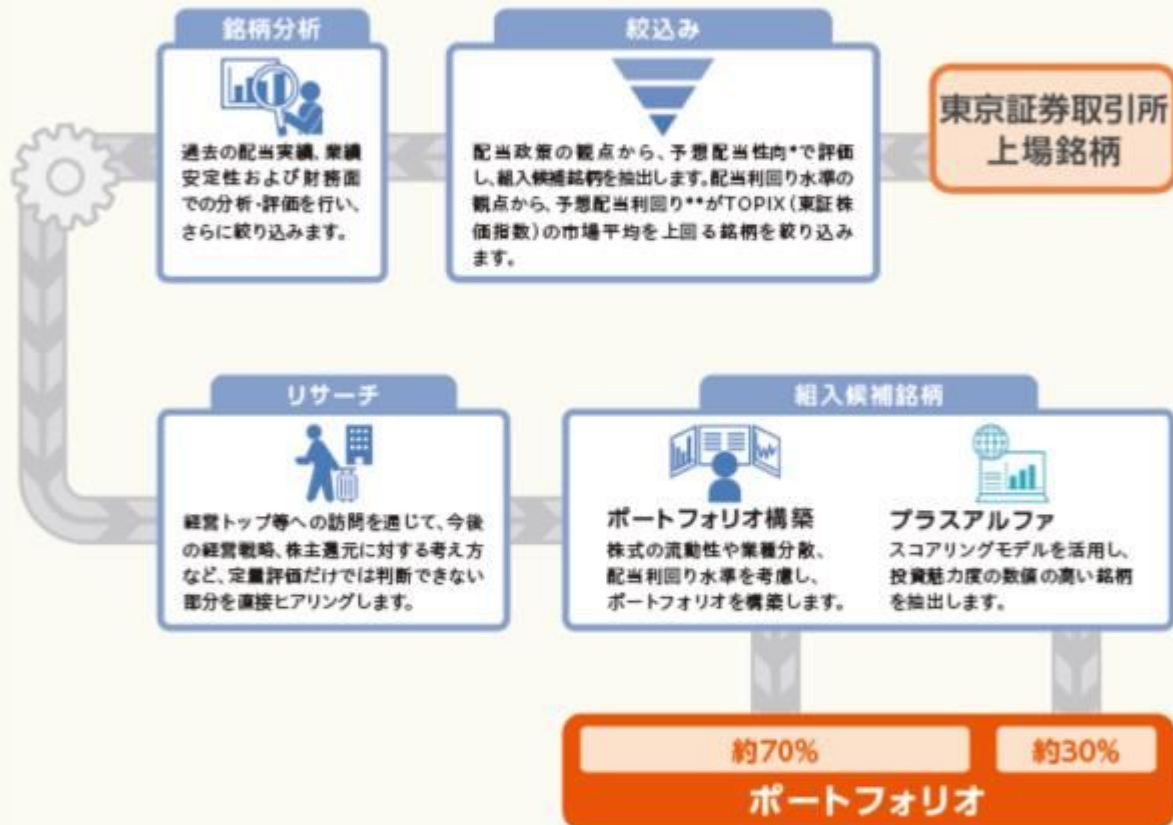 銘柄分析
過去の配当実績、業績
安定性および財務面
での分析・評価を行い、
さらに絞り込みます。
絞込み
配当政策の観点から、予想配当性向*で評価
し、組入候補銘柄を抽出します。配当利回り水準の
観点から、予想配当利回り**がTOPIX（東証株
価指数）の市場平均を上回る銘柄を絞り込み
ます。
東京証券取引所
上場銘柄
リサーチ
経営トップ等への訪問を通じて、今後
の経営戦略、株主還元に対する考え方
など、定量評価だけでは判断できない
部分を直接ヒアリングします。
組入候補銘柄
ポートフォリオ構築
株式の流動性や業種分散、
配当利回り水準を考慮し、
ポートフォリオを構築します。
プラスアルファ
スコアリングモデルを活用し、
投資魅力度の数値の高い銘柄
を抽出します。
約70%
約30%
ポートフォリオ